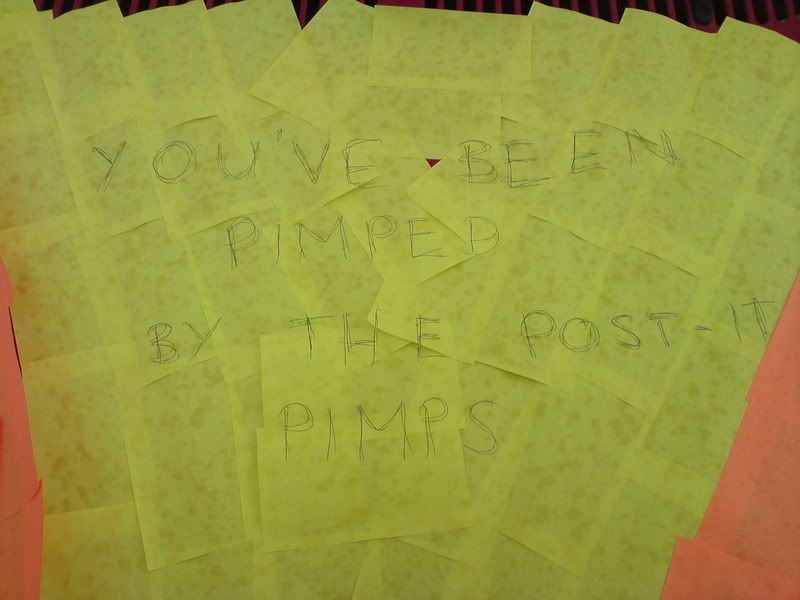 YOU'VE BEEN
PIMPED
BY THE POST-IT
PIMPS